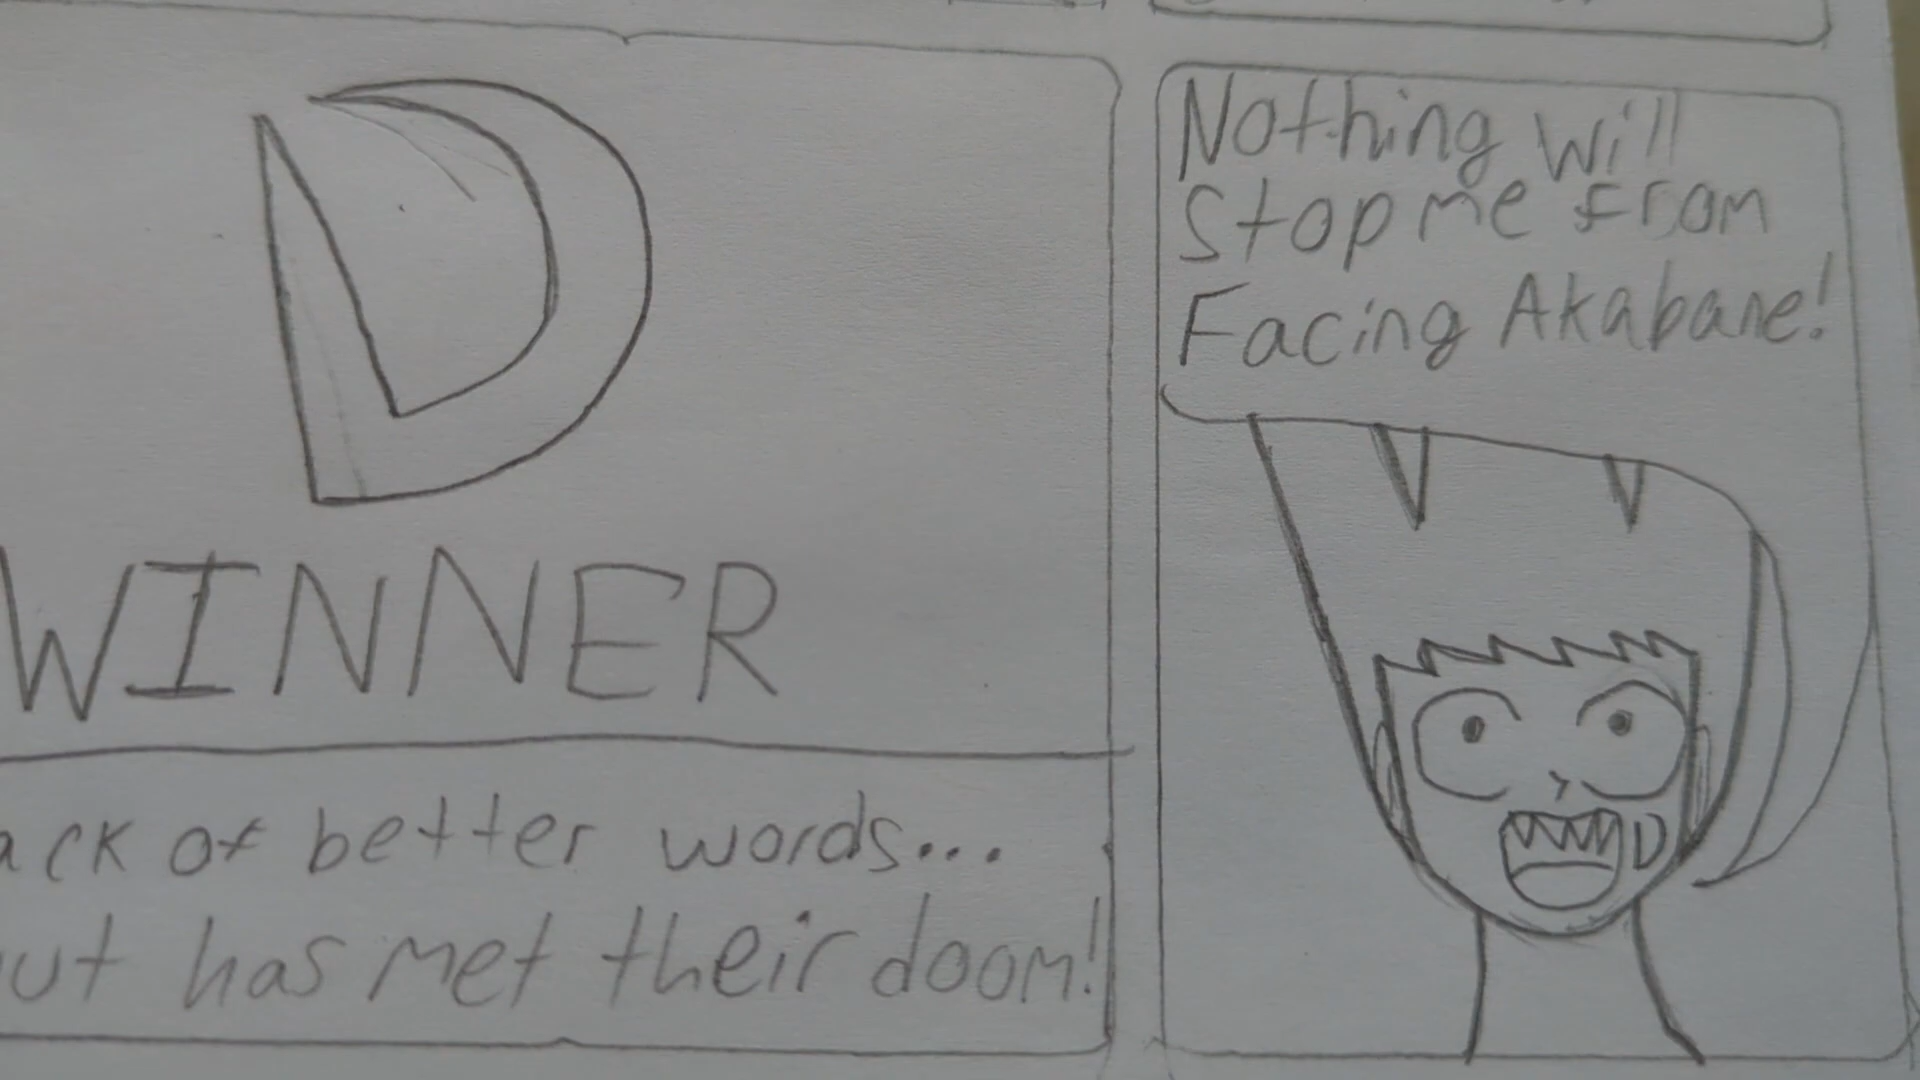 D
WINNER
ack of better words...
ut has met their doom!
Nothing will
stop me from
Facing Akabane!
D